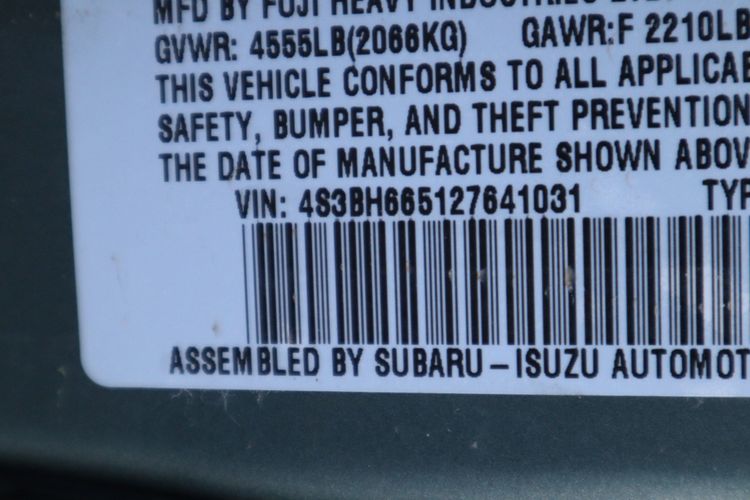 MFD BY FUJI HEAVY INDUSTRIES
GVWR: 4555LB(2066KG) GAWR:F 2210LB
THIS VEHICLE CONFORMS TO ALL APPLICAB
SAFETY, BUMPER, AND THEFT PREVENTION
THE DATE OF MANUFACTURE SHOWN ABOV
VIN: 4S3BH665127641031 TYP
ASSEMBLED BY SUBARU-ISUZU AUTOMOT